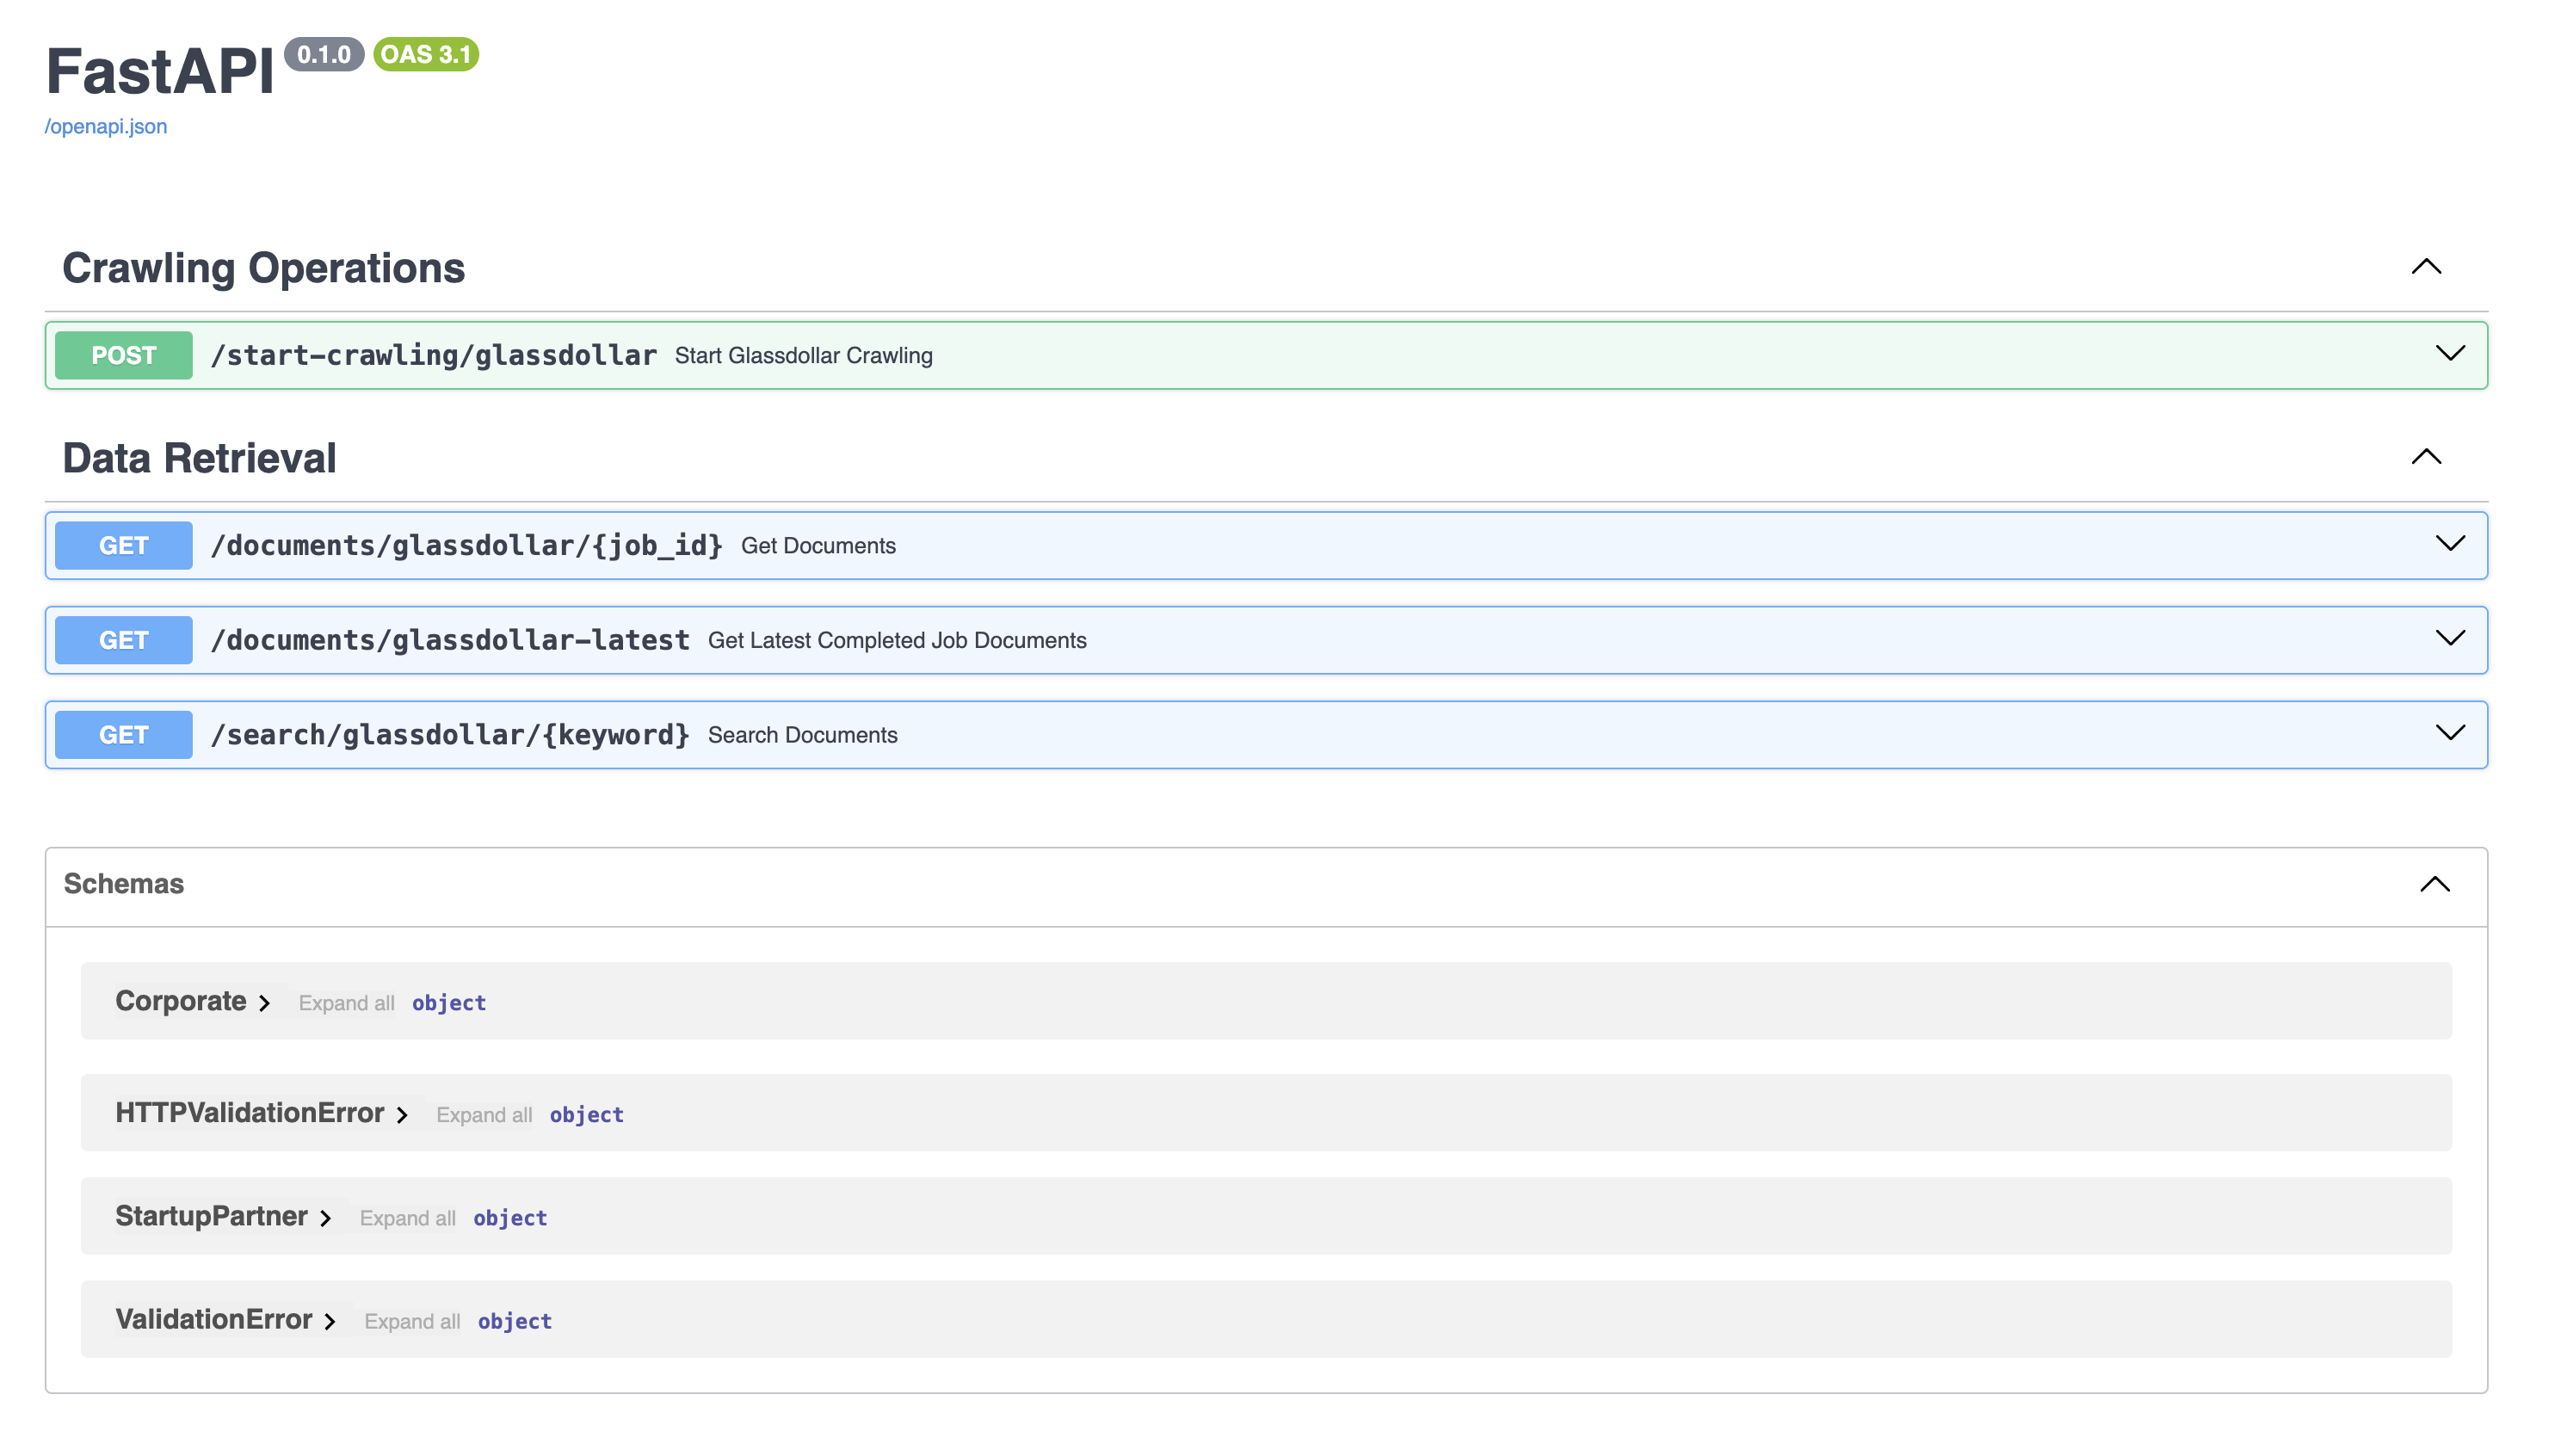 FastAPI 0.1.0 OAS 3.1
/openapi.json
Crawling Operations
POST /start-crawling/glassdollar Start Glassdollar Crawling
Data Retrieval
GET /documents/glassdollar/{job_id} Get Documents
GET /documents/glassdollar-latest Get Latest Completed Job Documents
GET /search/glassdollar/{keyword} Search Documents
Schemas
Corporate Expand all object
HTTPValidationError Expand all object
StartupPartner Expand all object
ValidationError Expand all object